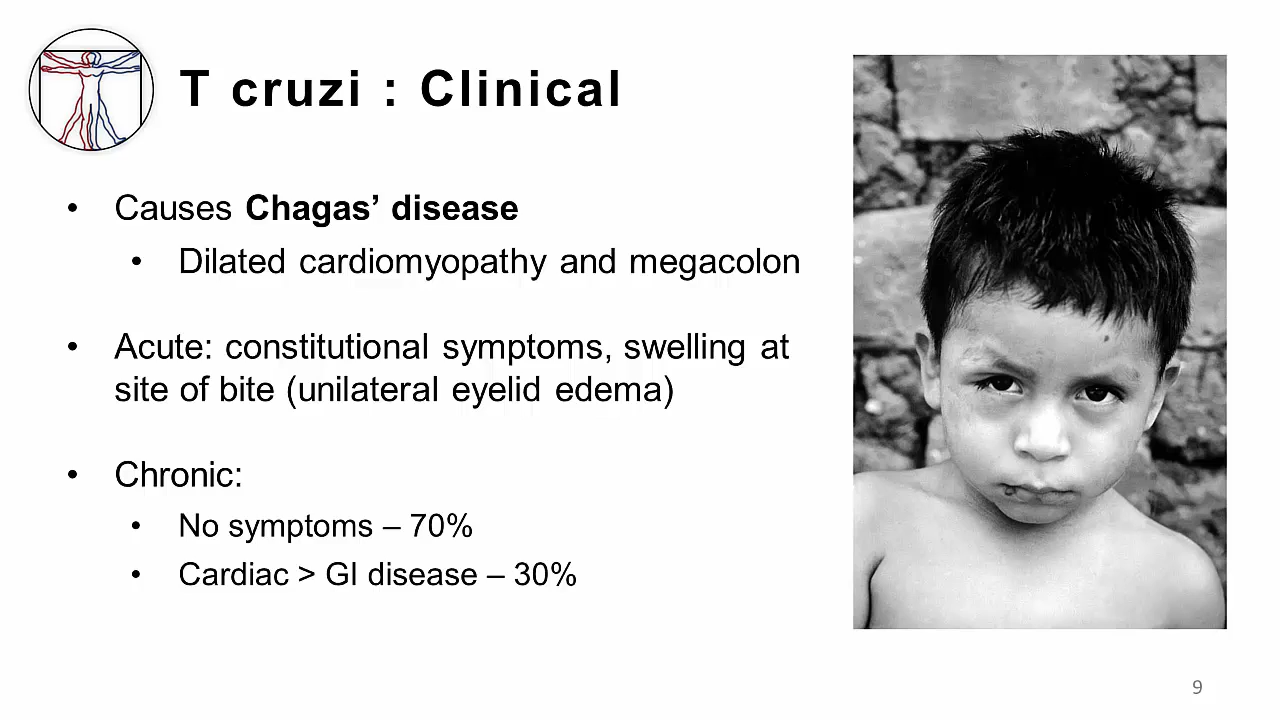 T cruzi : Clinical
• Causes Chagas’ disease
• Dilated cardiomyopathy and megacolon
• Acute: constitutional symptoms, swelling at
site of bite (unilateral eyelid edema)
• Chronic:
• No symptoms – 70%
• Cardiac > GI disease – 30%
9